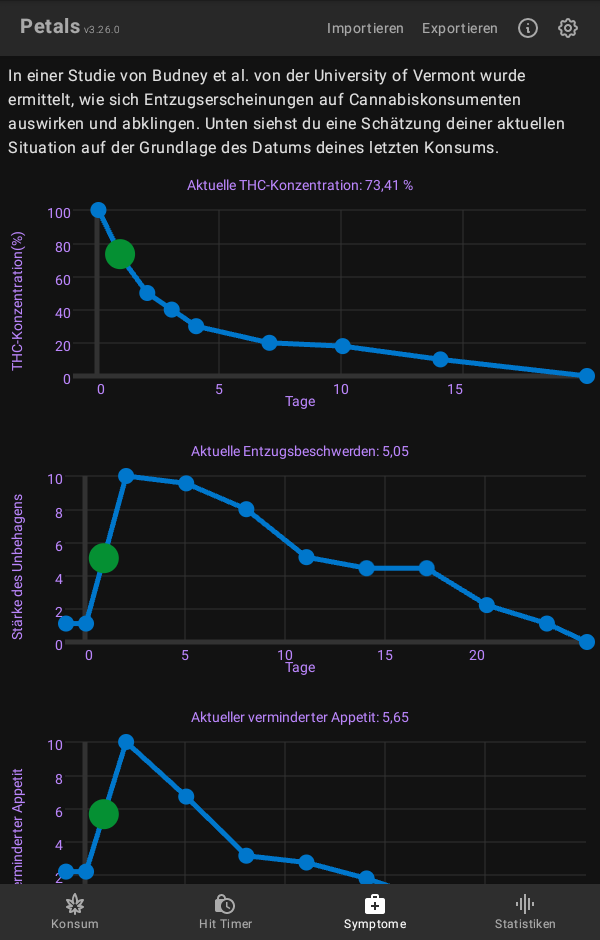 Petals v3.26.0 Importieren Exportieren
In einer Studie von Budney et al. von der University of Vermont wurde
ermittelt, wie sich Entzugserscheinungen auf Cannabiskonsumenten
auswirken und abklingen. Unten siehst du eine Schätzung deiner aktuellen
Situation auf der Grundlage des Datums deines letzten Konsums.
Aktuelle THC-Konzentration: 73,41 %
THC-Konzentration(%)
100
80
60
40
20
0
0 5 10 15
Tage
Aktuelle Entzugsbeschwerden: 5,05
Stärke des Unbehagens
10
8
6
4
2
0
0 5 10 15 20
Tage
Aktueller verminderter Appetit: 5,65
erminderter Appetit
10
8
6
4
2
Konsum Hit Timer Symptome Statistiken